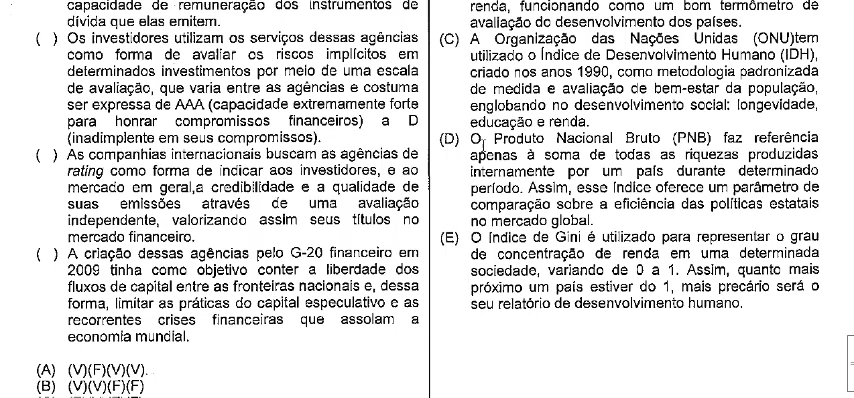 capacidade de remuneração dos instrumentos de
dívida que elas emitem.
( ) Os investidores utilizam os serviços dessas agências
como forma de avaliar os riscos implícitos em
determinados investimentos por meio de uma escala
de avaliação, que varia entre as agências e costuma
ser expressa de AAA (capacidade extremamente forte
para honrar compromissos financeiros) a D
(inadimplente em seus compromissos).
( ) As companhias internacionais buscam as agências de
rating como forma de indicar aos investidores, e ao
mercado em geral,a credibilidade e a qualidade de
suas emissões através de uma avaliação
independente, valorizando assim seus títulos no
mercado financeiro.
( ) A criação dessas agências pelo G-20 financeiro em
2009 tinha como objetivo conter a liberdade dos
fluxos de capital entre as fronteiras nacionais e, dessa
forma, limitar as práticas do capital especulativo e as
recorrentes crises financeiras que assolam a
economia mundial.
(A) (V)(F)(V)(V).
(B) (V)(V)(F)(F)
renda, funcionando como um bom termômetro de
avaliação do desenvolvimento dos países.
(C) A Organização das Nações Unidas (ONU)tem
utilizado o Índice de Desenvolvimento Humano (IDH),
criado nos anos 1990, como metodologia padronizada
de medida e avaliação de bem-estar da população,
englobando no desenvolvimento social: longevidade,
educação e renda.
(D) O Produto Nacional Bruto (PNB) faz referência
apenas à soma de todas as riquezas produzidas
internamente por um país durante determinado
período. Assim, esse índice oferece um parâmetro de
comparação sobre a eficiência das políticas estatais
no mercado global.
(E) O índice de Gini é utilizado para representar o grau
de concentração de renda em uma determinada
sociedade, variando de 0 a 1. Assim, quanto mais
próximo um país estiver do 1, mais precário será o
seu relatório de desenvolvimento humano.